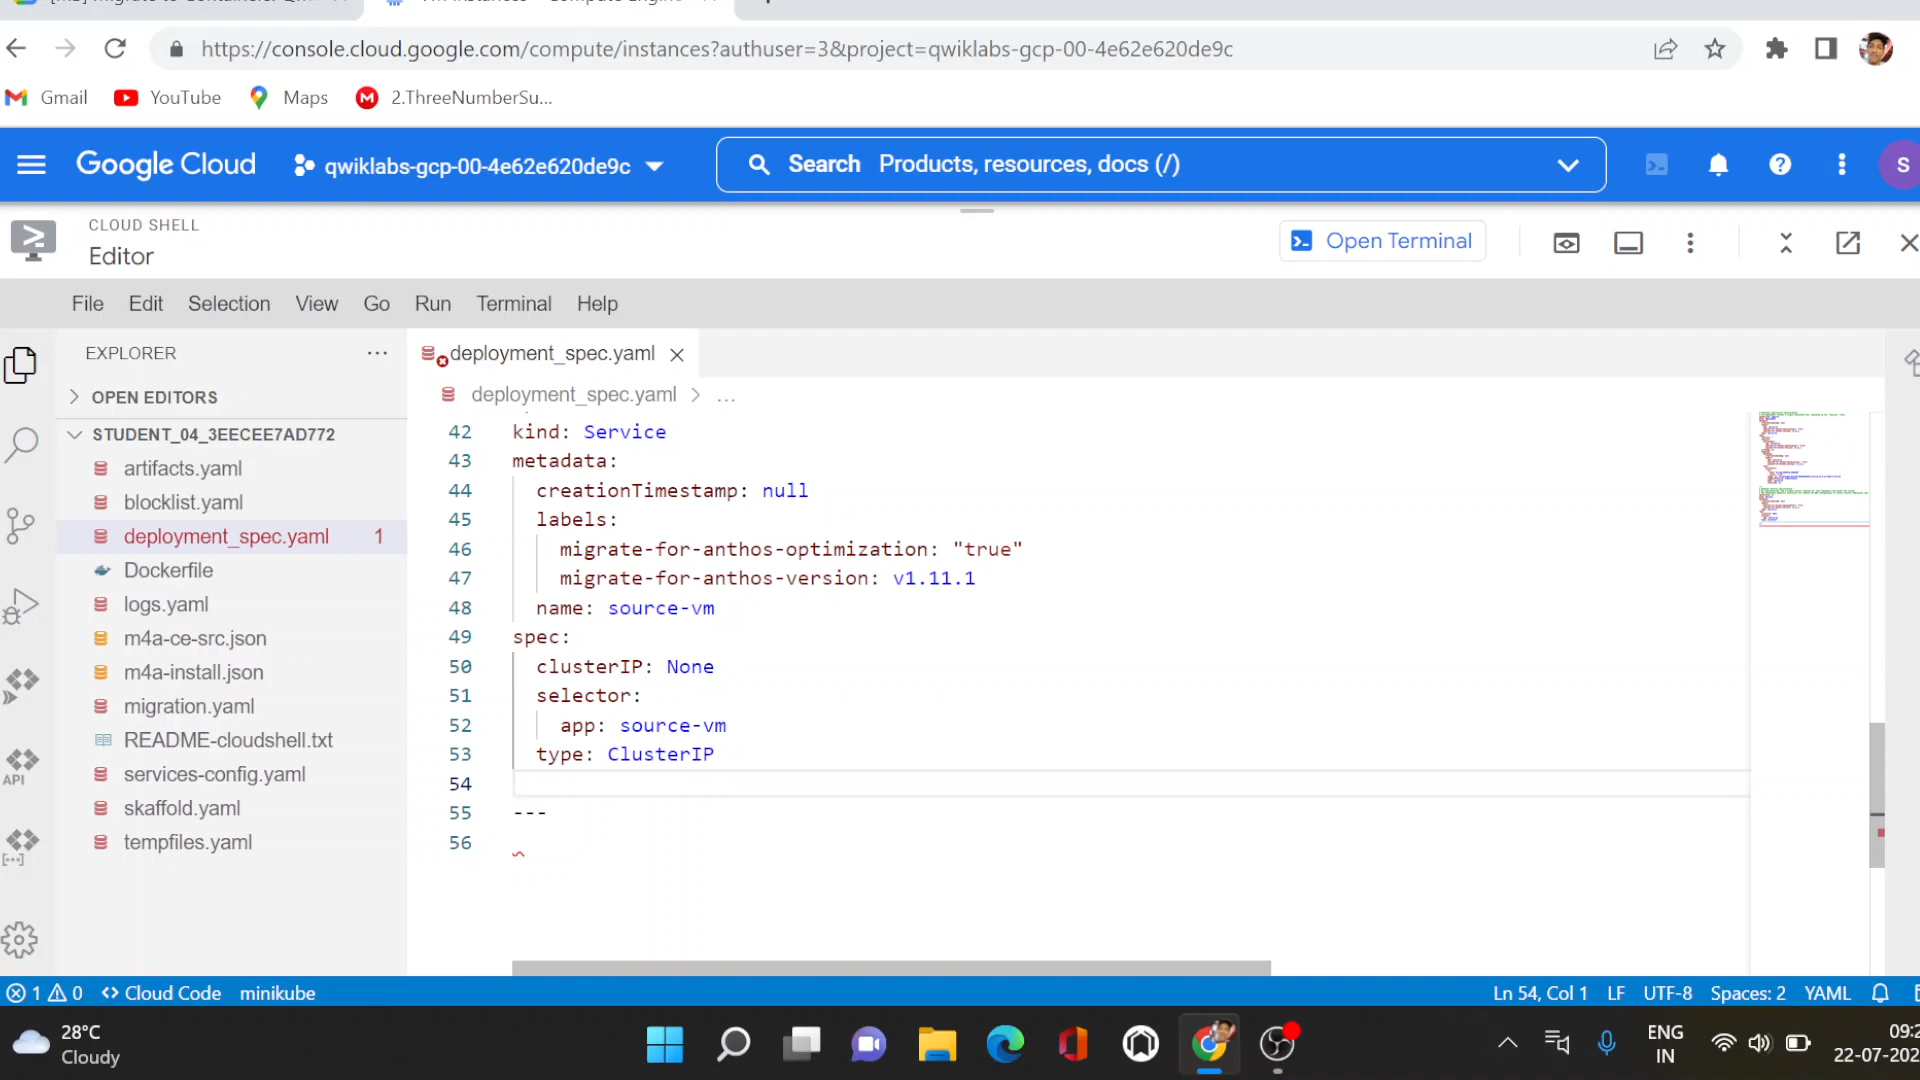 https://console.cloud.google.com/compute/instances?authuser=3&project=qwiklabs-gcp-00-4e62e620de9c
Gmail YouTube Maps 2.ThreeNumberSu...
Google Cloud qwiklabs-gcp-00-4e62e620de9c Search Products, resources, docs (/) S
CLOUD SHELL
Editor
Open Terminal
File Edit Selection View Go Run Terminal Help
EXPLORER
deployment_spec.yaml
OPEN EDITORS
deployment_spec.yaml > ...
STUDENT_04_3EECEE7AD772
artifacts.yaml
blocklist.yaml
deployment_spec.yaml 1
Dockerfile
logs.yaml
m4a-ce-src.json
m4a-install.json
migration.yaml
README-cloudshell.txt
services-config.yaml
skaffold.yaml
tempfiles.yaml
API
42 kind: Service
43 metadata:
44 creationTimestamp: null
45 labels:
46 migrate-for-anthos-optimization: "true"
47 migrate-for-anthos-version: v1.11.1
48 name: source-vm
49 spec:
50 clusterIP: None
51 selector:
52 app: source-vm
53 type: ClusterIP
54
55 ---
56
1 0 Cloud Code minikube Ln 54, Col 1 LF UTF-8 Spaces: 2 YAML
28°C
Cloudy
ENG
IN
09:2
22-07-202